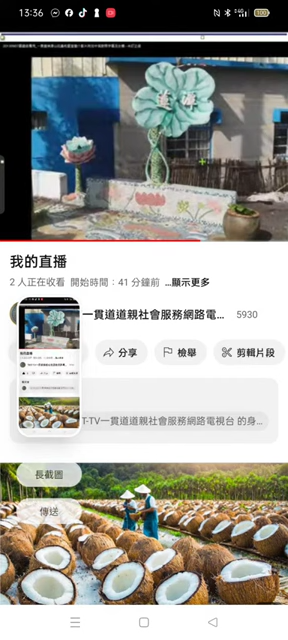 13:36
100
蓮潭
我的直播
2 人正在收看 開始時間：41 分鐘前 ...顯示更多
一貫道道親社會服務網路電... 5930
分享
檢舉
剪輯片段
T-TV一貫道道親社會服務網路電視台 的身...
長截圖
傳送